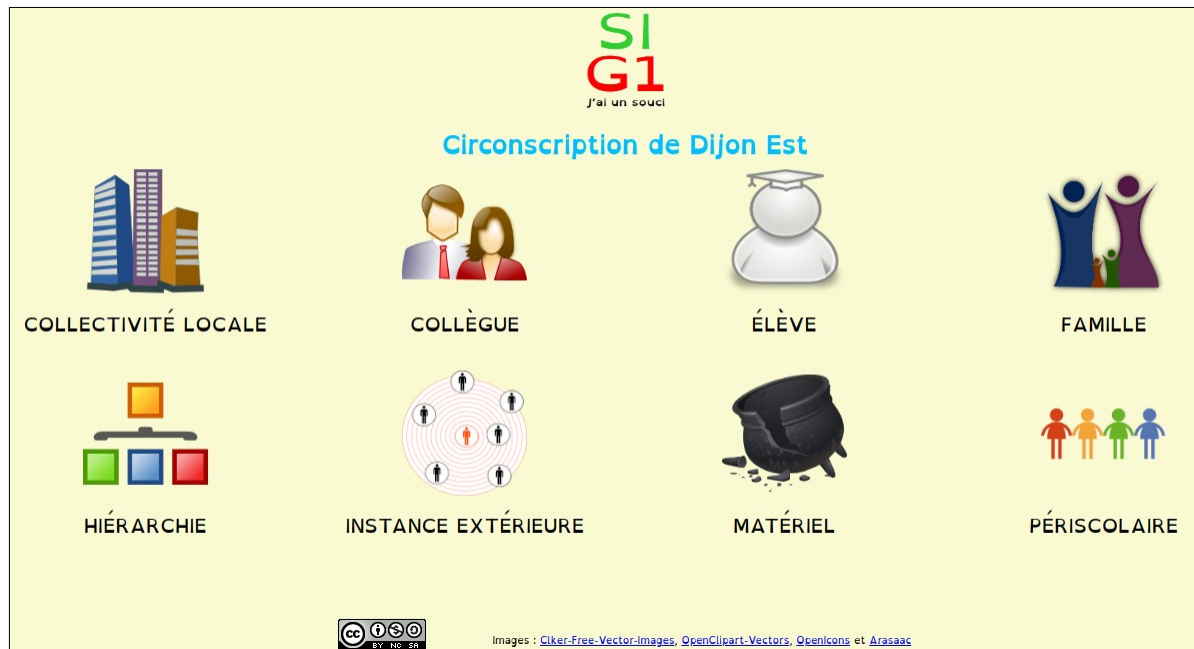 SI
G1
J'ai un souci
Circonscription de Dijon Est
COLLECTIVITÉ LOCALE
COLLÈGUE
ÉLÈVE
FAMILLE
HIÉRARCHIE
INSTANCE EXTÉRIEURE
MATÉRIEL
PÉRISCOLAIRE
cc BY NC SA
Images : Clker-Free-Vector-Images, OpenClipart-Vectors, Openicons et Arasaac